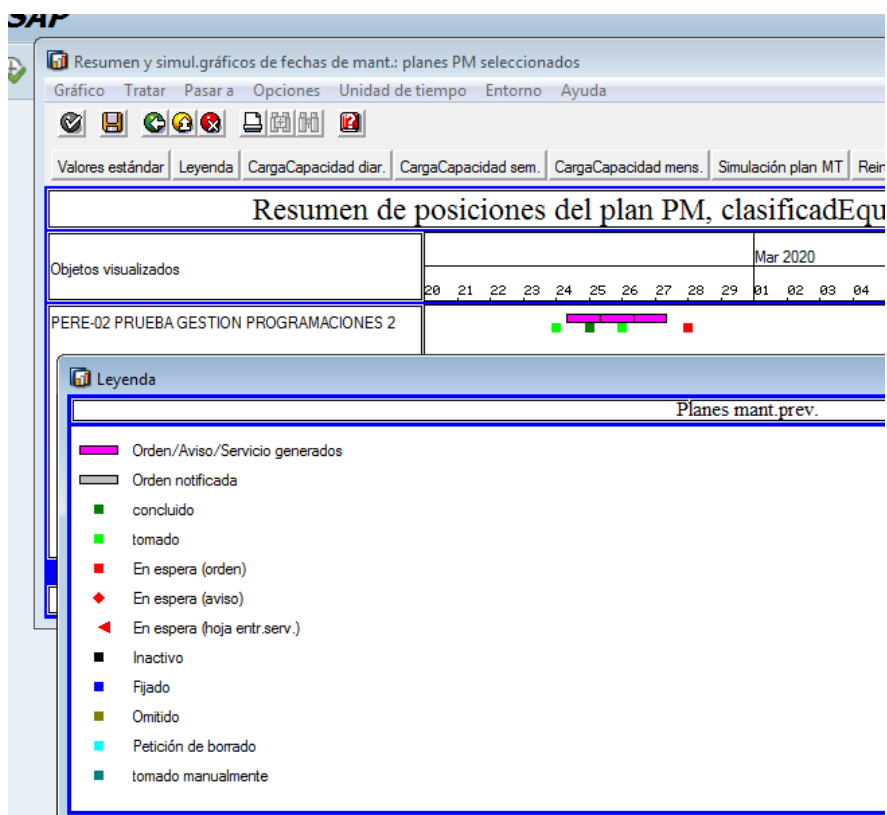 SAP
Resumen y simul.gráficos de fechas de mant.: planes PM seleccionados
Gráfico Tratar Pasar a Opciones Unidad de tiempo Entorno Ayuda
Valores estándar Leyenda CargaCapacidad diar. CargaCapacidad sem. CargaCapacidad mens. Simulación plan MT Rein
Resumen de posiciones del plan PM, clasificadEqu
Mar 2020
Objetos visualizados
20 21 22 23 24 25 26 27 28 29 01 02 03 04
PERE-02 PRUEBA GESTION PROGRAMACIONES 2
Leyenda
Planes mant.prev.
Orden/Aviso/Servicio generados
Orden notificada
concluido
tomado
En espera (orden)
En espera (aviso)
En espera (hoja entr.serv.)
Inactivo
Fijado
Omitido
Petición de borrado
tomado manualmente